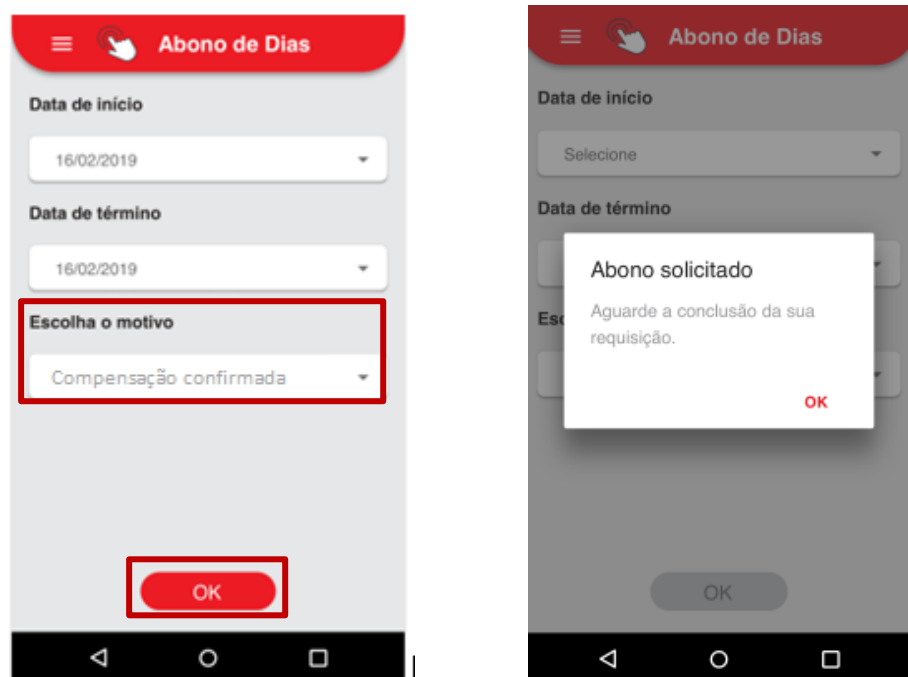 Abono de Dias
Data de início
16/02/2019
Data de término
16/02/2019
Escolha o motivo
Compensação confirmada
OK
Abono de Dias
Data de início
Selecione
Data de término
Abono solicitado
Aguarde a conclusão da sua
requisição.
OK
Esc
OK